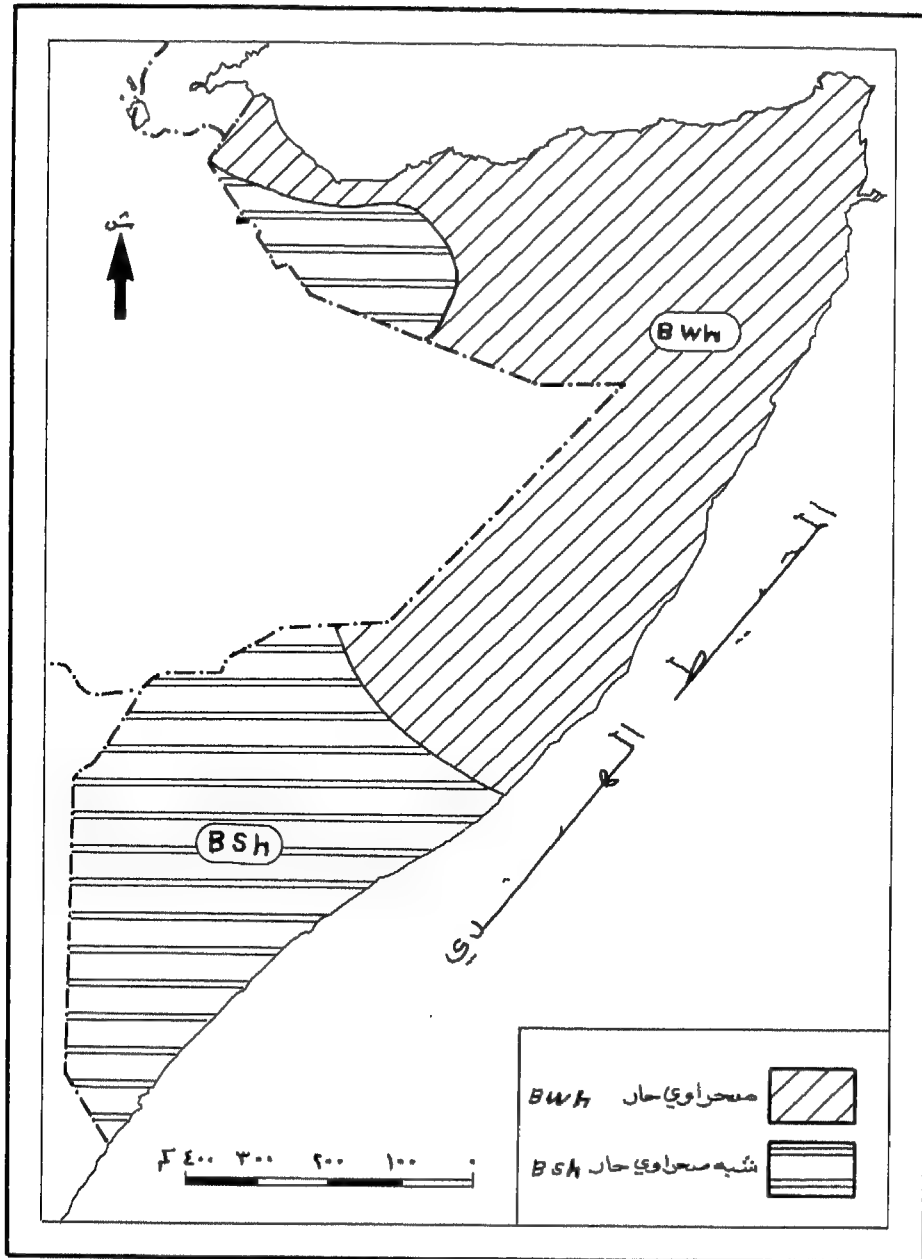 ش
BWh
المحيط
الهندي
BSh
صحراوي حار BWh
شبه صحراوي حار BSh
كم ٤٠٠ ٣٠٠ ٢٠٠ ١٠٠ ٠